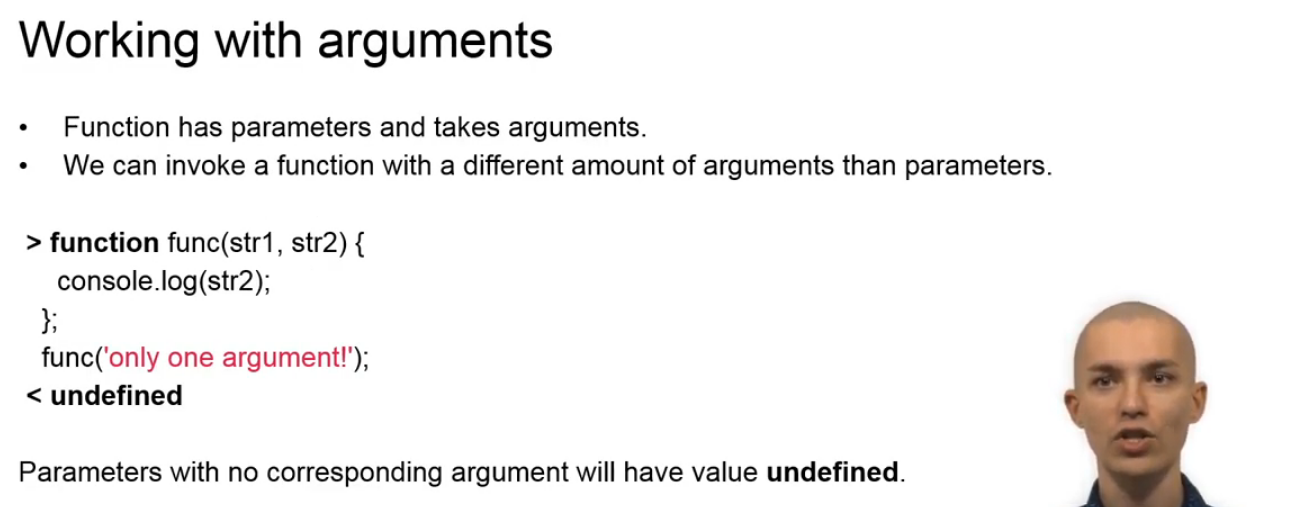 Working with arguments
• Function has parameters and takes arguments.
• We can invoke a function with a different amount of arguments than parameters.
> function func(str1, str2) {
console.log(str2);
};
func('only one argument!');
< undefined
Parameters with no corresponding argument will have value undefined.